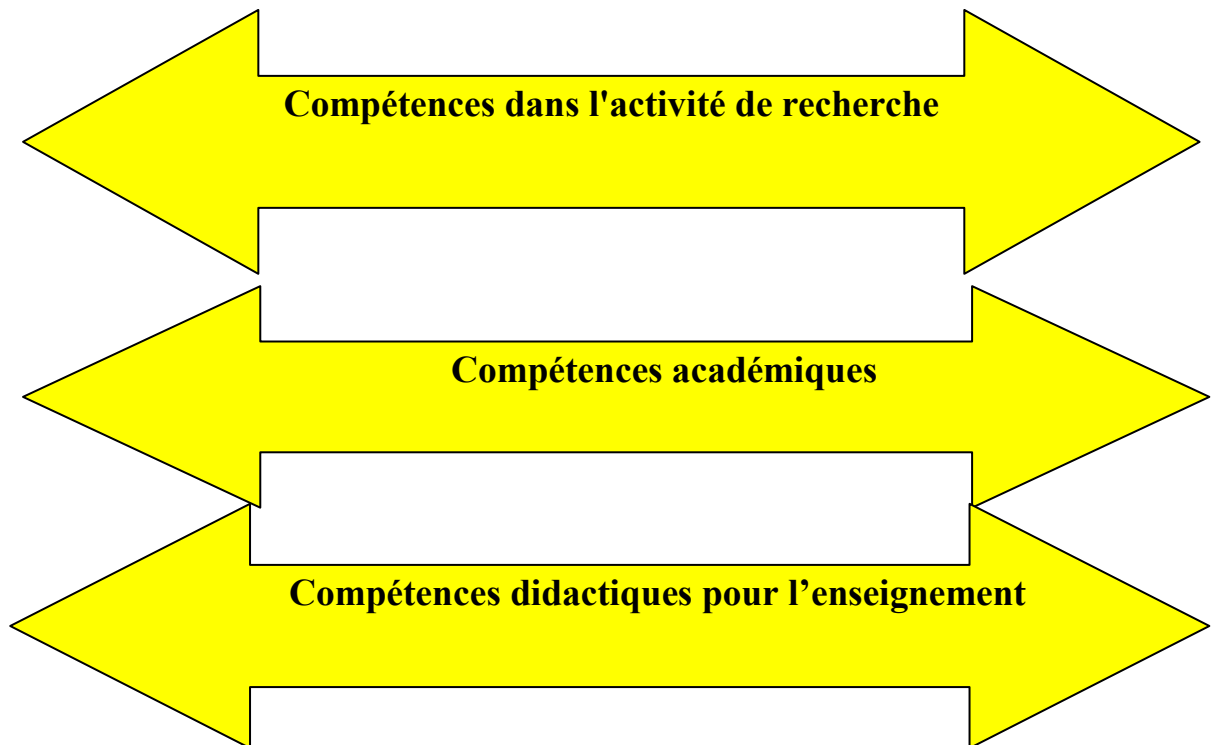 Compétences dans l'activité de recherche
Compétences académiques
Compétences didactiques pour l’enseignement